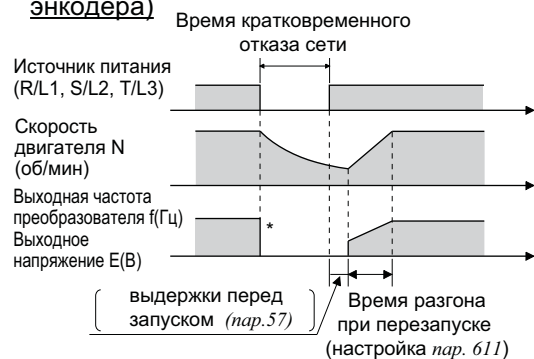 энкодера)
Время кратковременного
отказа сети
Источник питания
(R/L1, S/L2, T/L3)
Скорость
двигателя N
(об/мин)
Выходная частота
преобразователя f(Гц)
*
Выходное
напряжение E(В)
выдержки перед
запуском (пар.57)
Время разгона
при перезапуске
(настройка пар. 611)